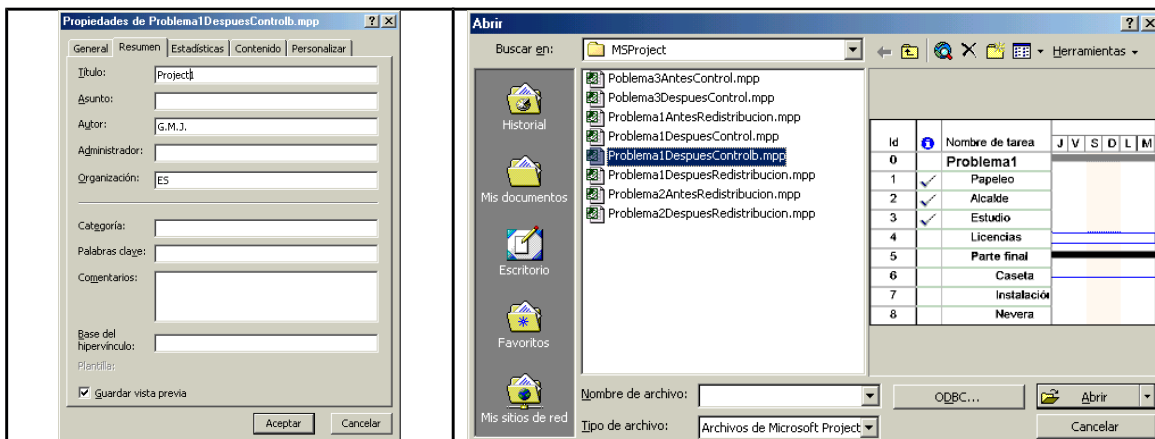 Propiedades de Problema1DespuesControlb.mpp
General Resumen Estadísticas Contenido Personalizar
Título: Project1
Asunto:
Autor: G.M.J.
Administrador:
Organización: ES
Categoría:
Palabras clave:
Comentarios:
Base del
hipervínculo:
Plantilla:
Guardar vista previa
Aceptar Cancelar
Abrir
Buscar en: MSProject
Herramientas
Historial
Mis documentos
Escritorio
Favoritos
Mis sitios de red
Poblema3AntesControl.mpp
Poblema3DespuesControl.mpp
Problema1AntesRedistribucion.mpp
Problema1DespuesControl.mpp
Problema1DespuesControlb.mpp
Problema1DespuesRedistribucion.mpp
Problema2AntesRedistribucion.mpp
Problema2DespuesRedistribucion.mpp
Id Nombre de tarea J V S D L M
0 Problema1
1 Papeleo
2 Alcalde
3 Estudio
4 Licencias
5 Parte final
6 Caseta
7 Instalación
8 Nevera
Nombre de archivo:
ODBC... Abrir
Tipo de archivo: Archivos de Microsoft Project
Cancelar